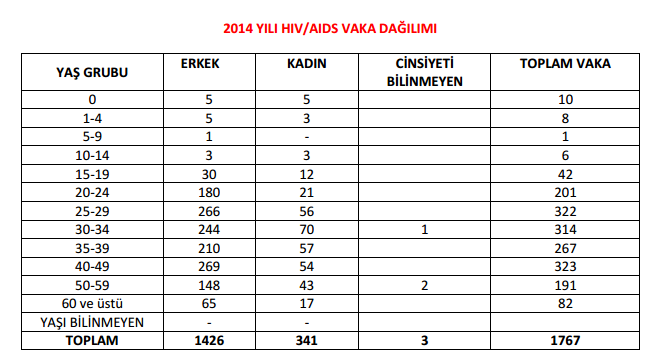 2014 YILI HIV/AIDS VAKA DAĞILIMI
YAŞ GRUBU ERKEK KADIN CİNSİYETİ BİLİNMEYEN TOPLAM VAKA
0 5 5 10
1-4 5 3 8
5-9 1 - 1
10-14 3 3 6
15-19 30 12 42
20-24 180 21 201
25-29 266 56 322
30-34 244 70 1 314
35-39 210 57 267
40-49 269 54 323
50-59 148 43 2 191
60 ve üstü 65 17 82
YAŞI BİLİNMEYEN - -
TOPLAM 1426 341 3 1767